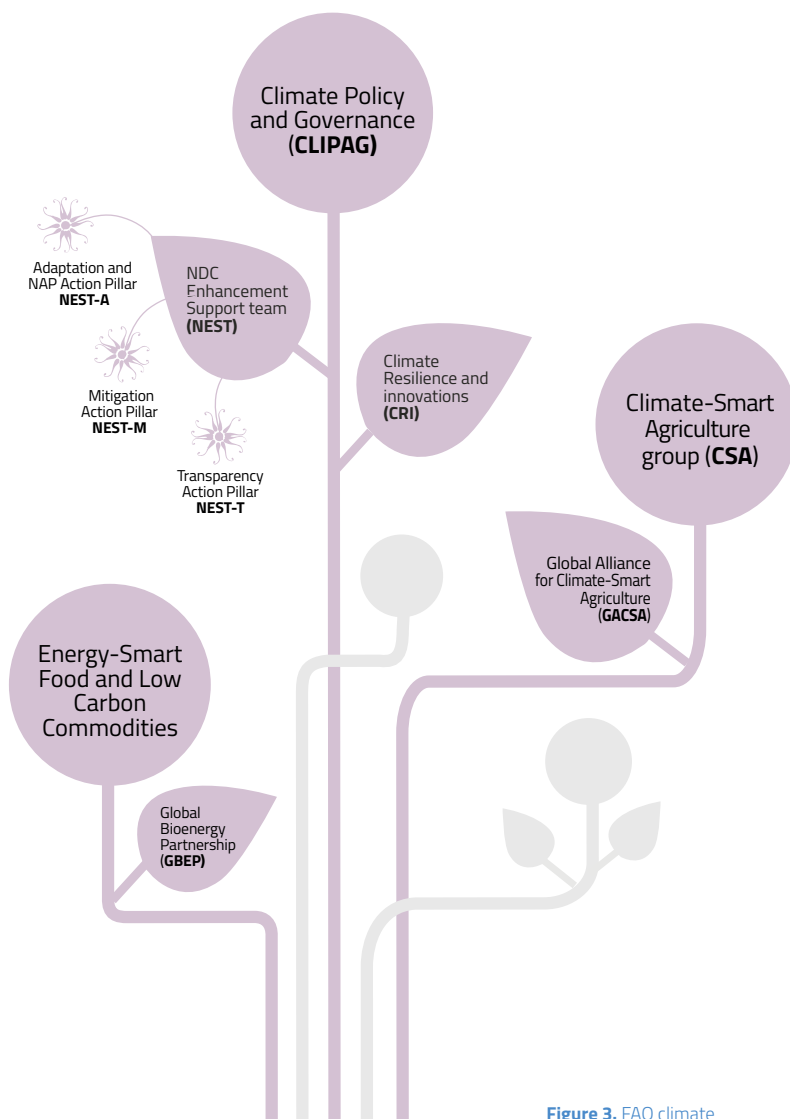 Climate Policy
and Governance
(CLIPAG)
Adaptation and
NAP Action Pillar
NEST-A
NDC
Enhancement
Support team
(NEST)
Mitigation
Action Pillar
NEST-M
Transparency
Action Pillar
NEST-T
Climate
Resilience and
innovations
(CRI)
Climate-Smart
Agriculture
group (CSA)
Global Alliance
for Climate-Smart
Agriculture
(GACSA)
Energy-Smart
Food and Low
Carbon
Commodities
Global
Bioenergy
Partnership
(GBEP)
Figure 3. FAO climate